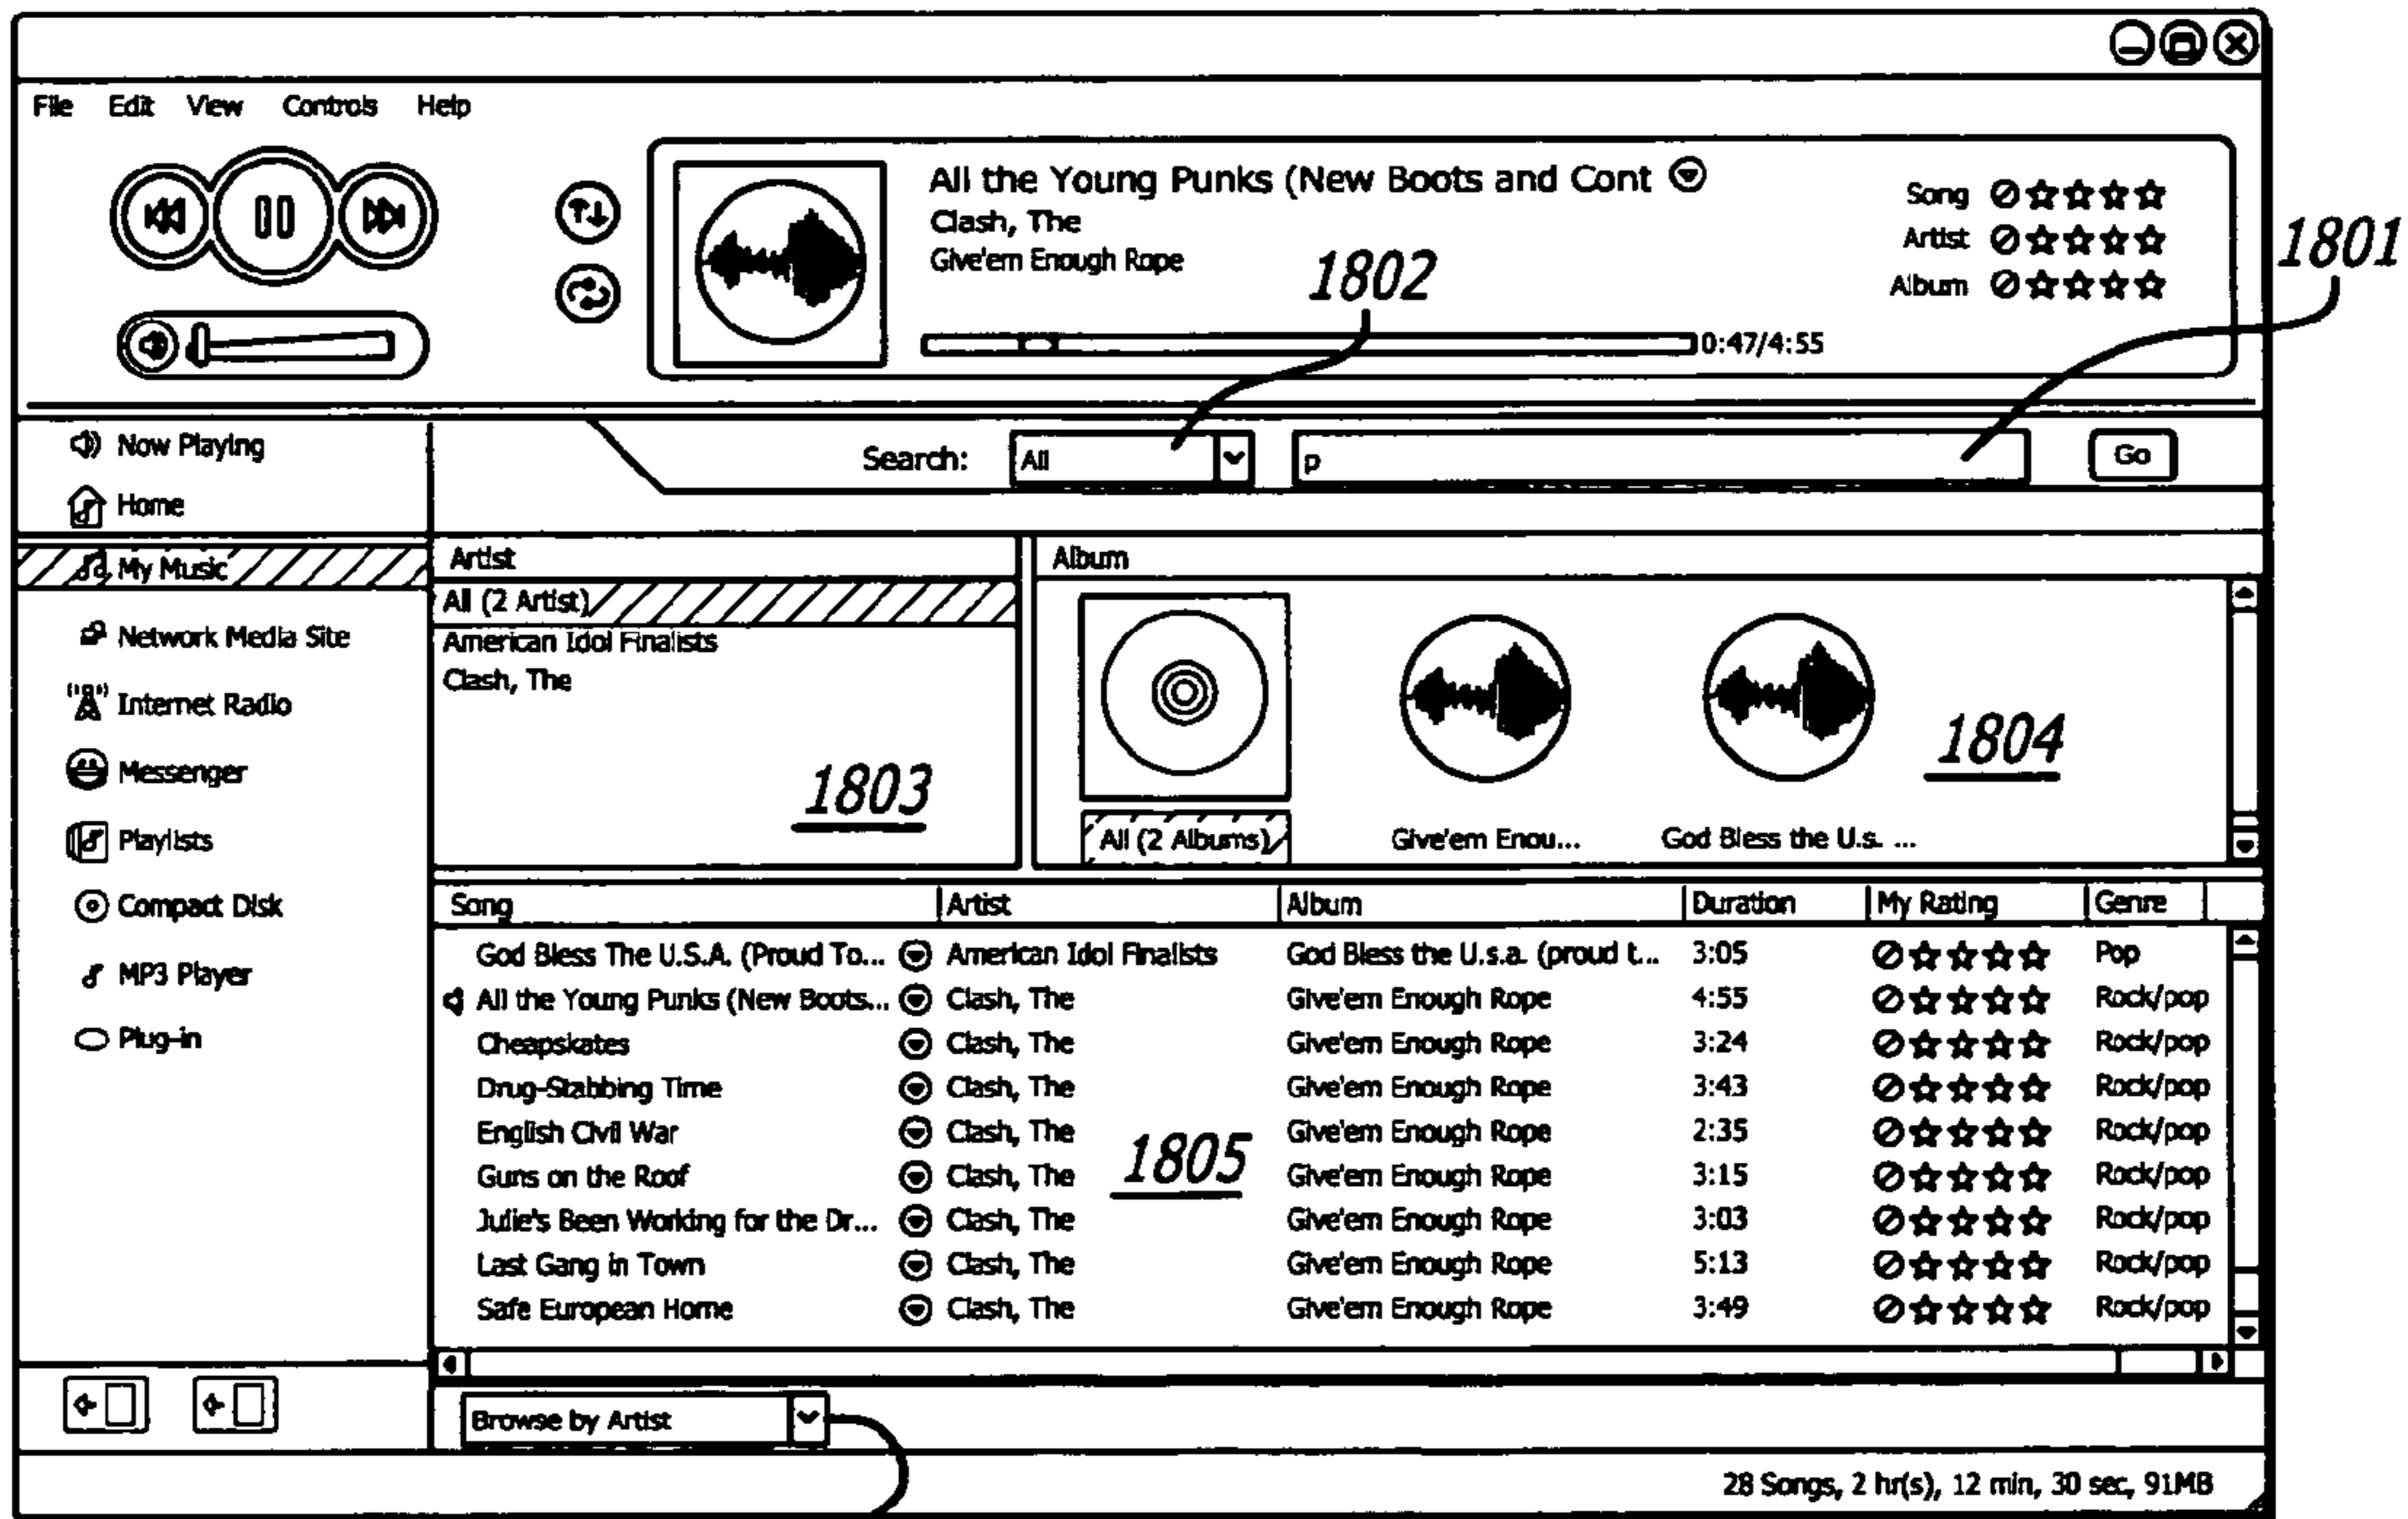 File Edit View Controls Help
All the Young Punks (New Boots and Cont
Clash, The
Give'em Enough Rope
Song
Artist
Album
1801
1802
0:47/4:55
Now Playing
Home
My Music
Network Media Site
Internet Radio
Messenger
Playlists
Compact Disk
MP3 Player
Plug-in
Search: All p Go
Artist
All (2 Artist)
American Idol Finalists
Clash, The
1803
Album
All (2 Albums) Give'em Enou... God Bless the U.s. ...
1804
Song Artist Album Duration My Rating Genre
God Bless The U.S.A. (Proud To... American Idol Finalists God Bless the U.s.a. (proud t... 3:05 Pop
All the Young Punks (New Boots... Clash, The Give'em Enough Rope 4:55 Rock/pop
Cheapskates Clash, The Give'em Enough Rope 3:24 Rock/pop
Drug-Stabbing Time Clash, The Give'em Enough Rope 3:43 Rock/pop
English Civil War Clash, The Give'em Enough Rope 2:35 Rock/pop
Guns on the Roof Clash, The Give'em Enough Rope 3:15 Rock/pop
Julie's Been Working for the Dr... Clash, The Give'em Enough Rope 3:03 Rock/pop
Last Gang in Town Clash, The Give'em Enough Rope 5:13 Rock/pop
Safe European Home Clash, The Give'em Enough Rope 3:49 Rock/pop
1805
Browse by Artist
28 Songs, 2 hr(s), 12 min, 30 sec, 91MB